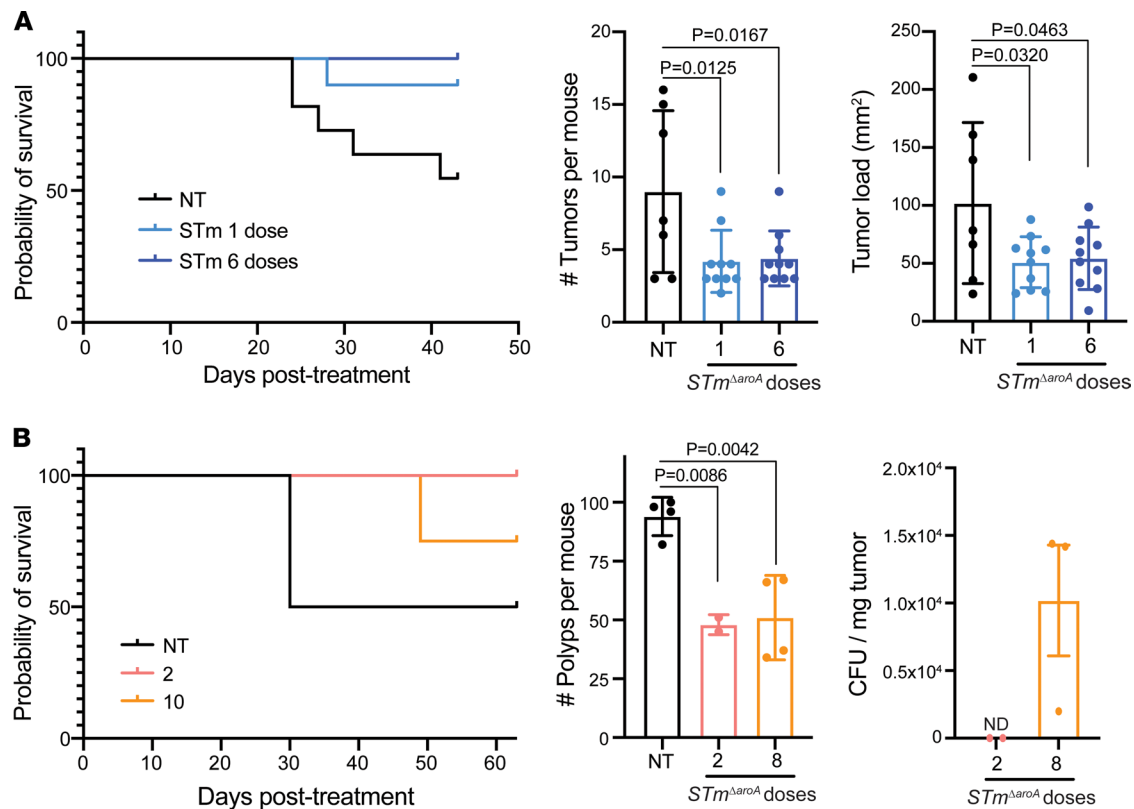 A
Probability of survival
100
50
0
0 10 20 30 40 50
Days post-treatment
NT
STm 1 dose
STm 6 doses
# Tumors per mouse
20
15
10
5
0
P=0.0167
P=0.0125
NT 1 6
STm^ΔaroA doses
Tumor load (mm²)
250
200
150
100
50
0
P=0.0463
P=0.0320
NT 1 6
STm^ΔaroA doses
B
Probability of survival
100
50
0
0 10 20 30 40 50 60
Days post-treatment
NT
2
10
# Polyps per mouse
100
75
50
25
0
P=0.0042
P=0.0086
NT 2 8
STm^ΔaroA doses
CFU / mg tumor
2.0x10⁴
1.5x10⁴
1.0x10⁴
0.5x10⁴
0
ND
2 8
STm^ΔaroA doses